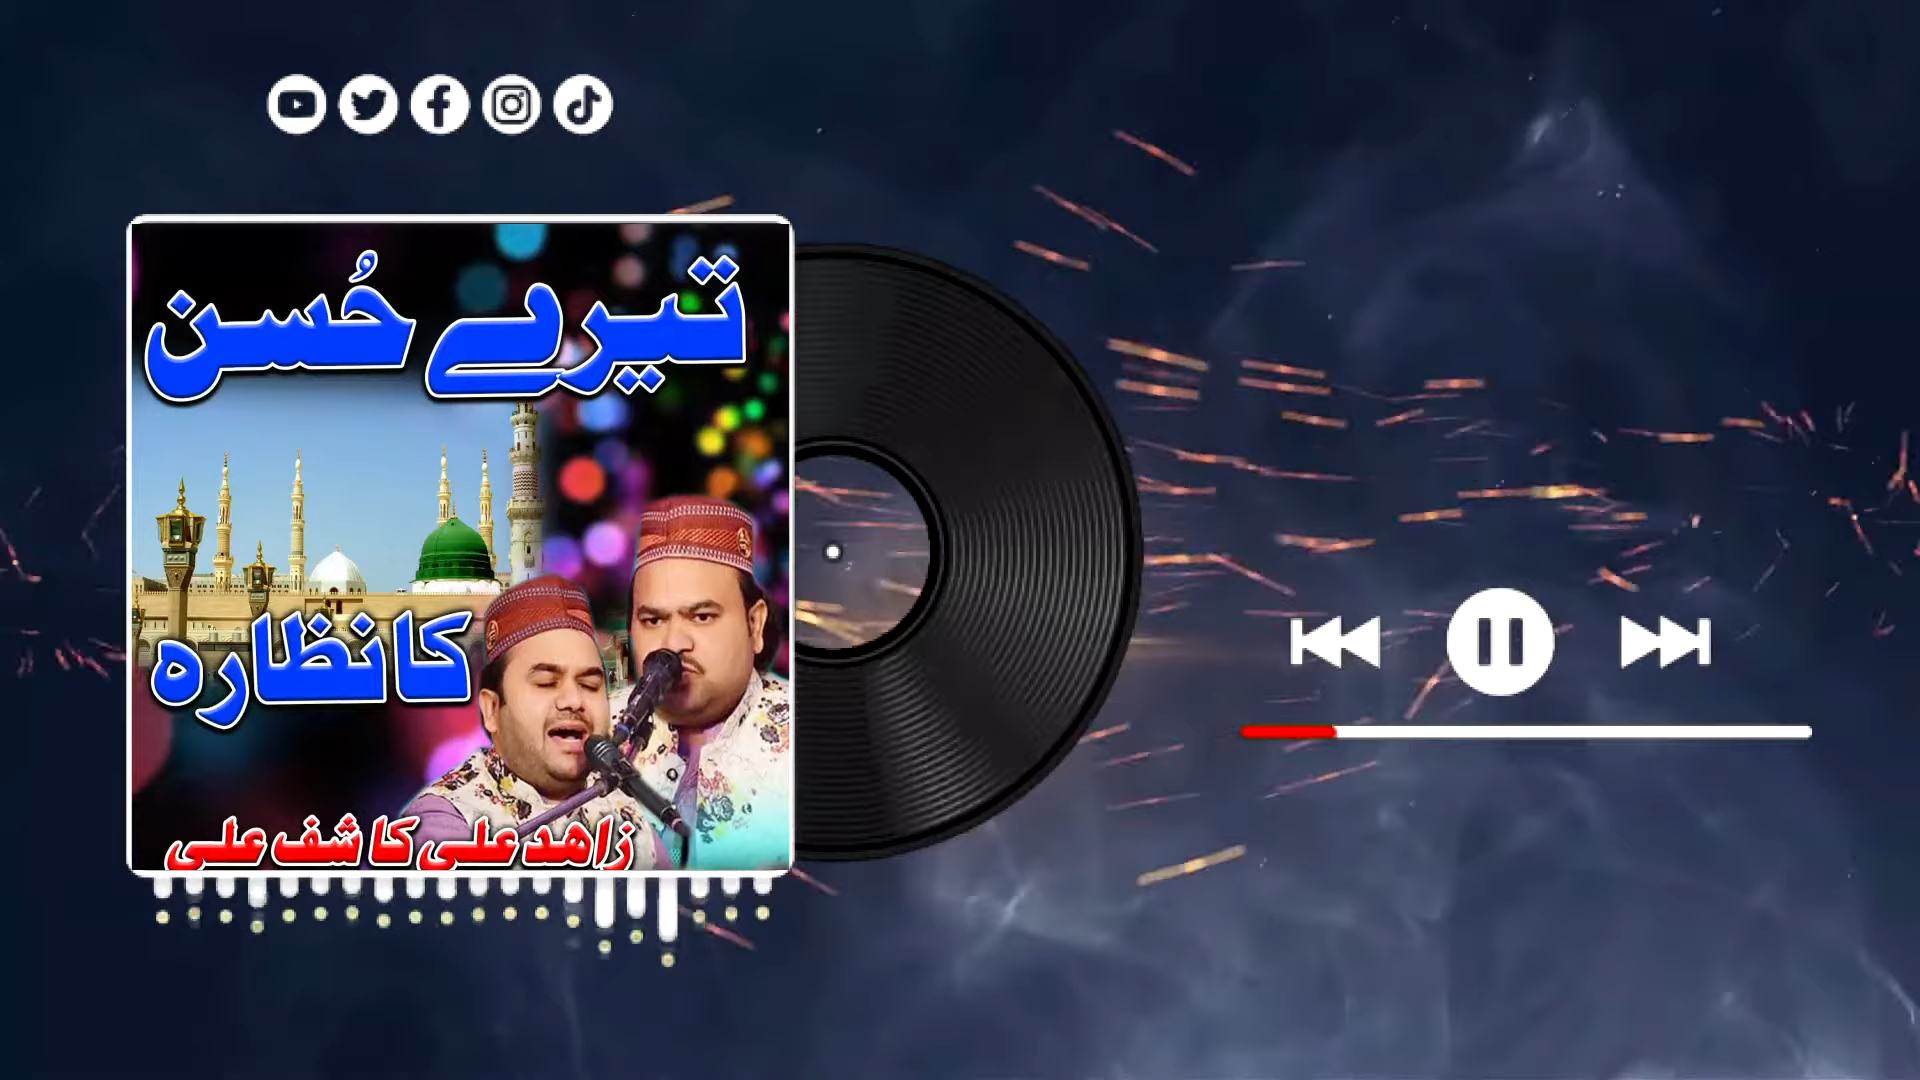 تیرے حُسن
کا نظارہ
زاھد علی کاشف علی